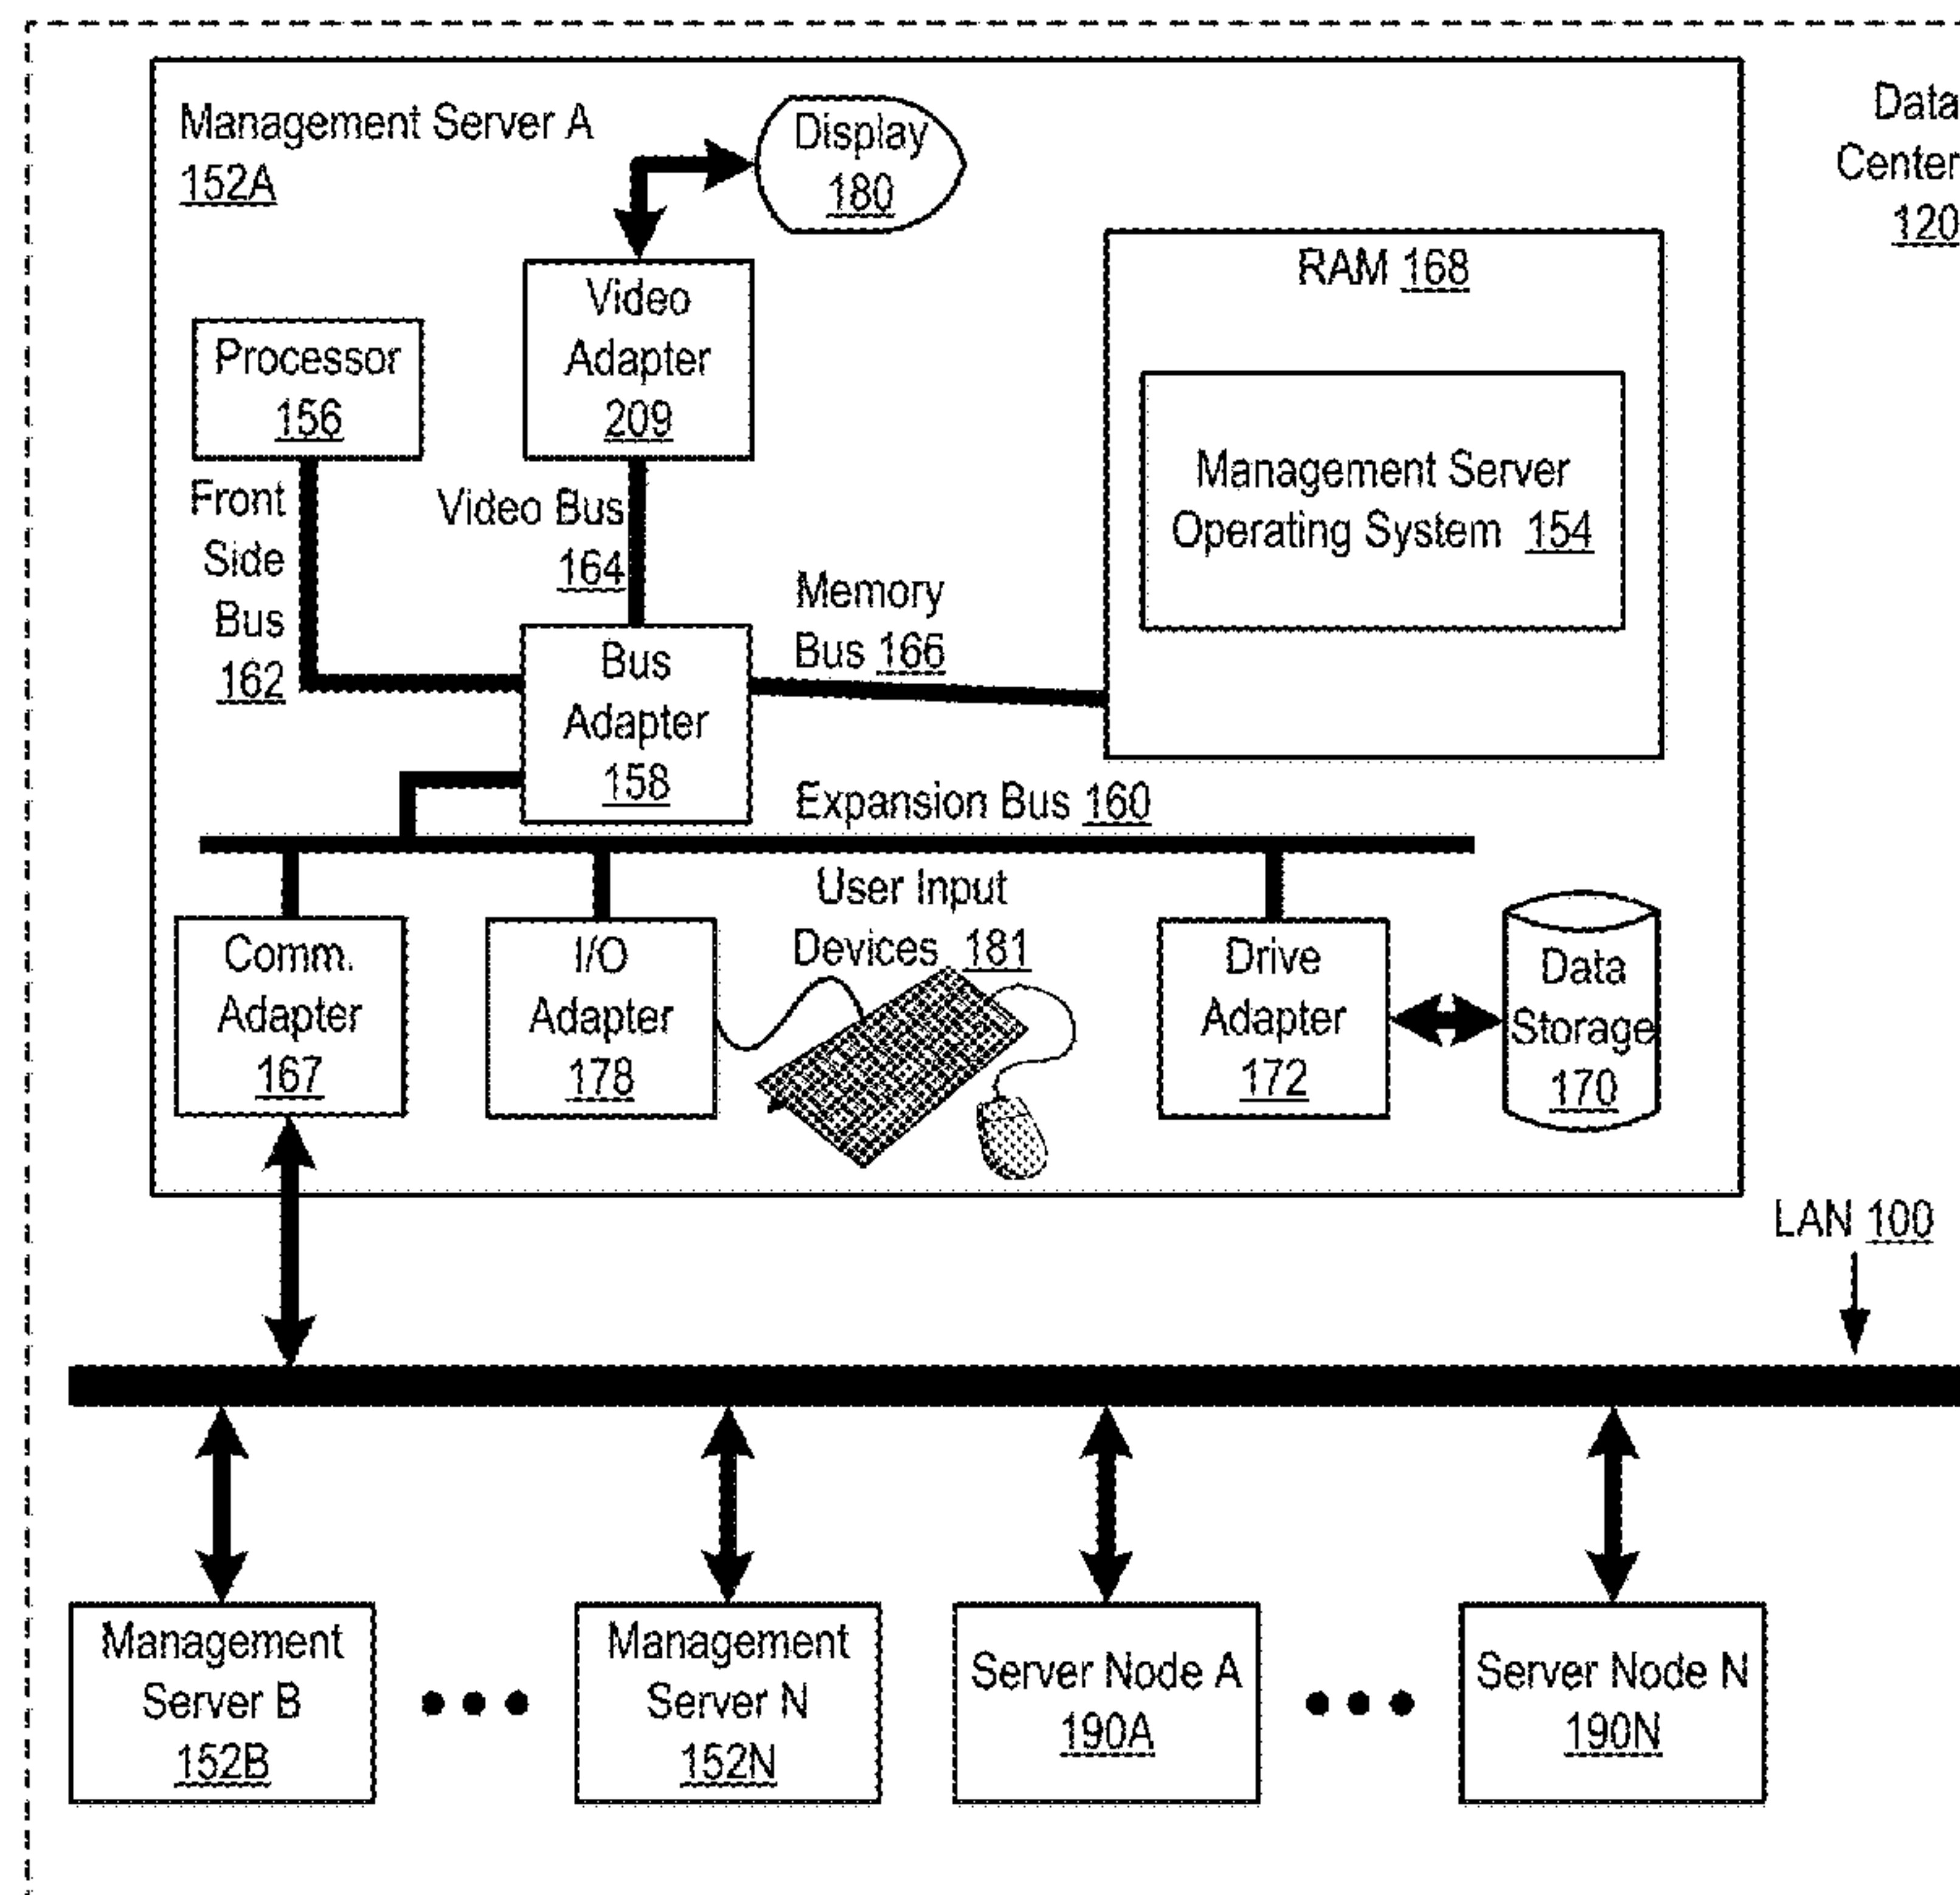 Management Server A
152A
Display
180
Data
Center
120
RAM 168
Video
Adapter
209
Processor
156
Management Server
Operating System 154
Front
Side
Bus
162
Video Bus
164
Memory
Bus 166
Bus
Adapter
158
Expansion Bus 160
User Input
Devices 181
Comm.
Adapter
167
I/O
Adapter
178
Drive
Adapter
172
Data
Storage
170
LAN 100
Management
Server B
152B
Management
Server N
152N
Server Node A
190A
Server Node N
190N